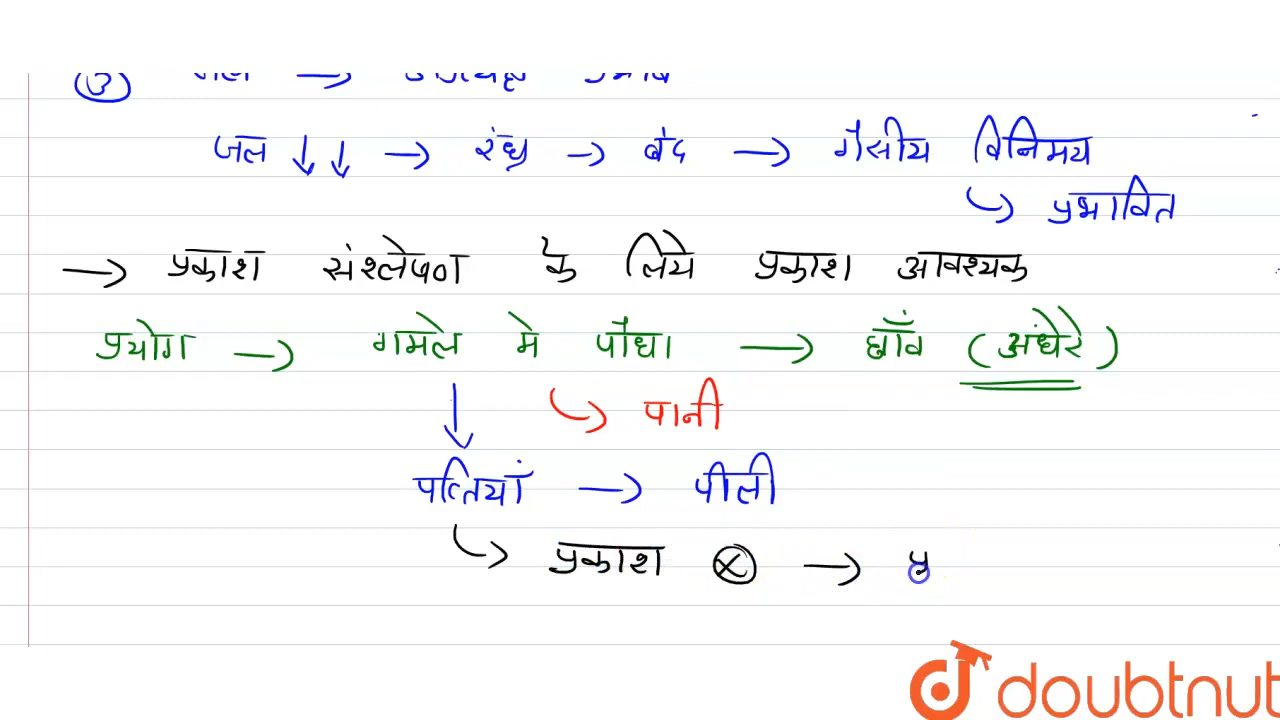 जल ↓↓ → रंध्र → बंद → गैसीय विनिमय
↳ प्रभावित
→ प्रकाश संश्लेषण के लिये प्रकाश आवश्यक
प्रयोग → गमले मे पौधा → छाँव (अंधेरे)
↓ ↳ पानी
पत्तियाँ → पीली
↳ प्रकाश ⓧ → प्र
doubtnut